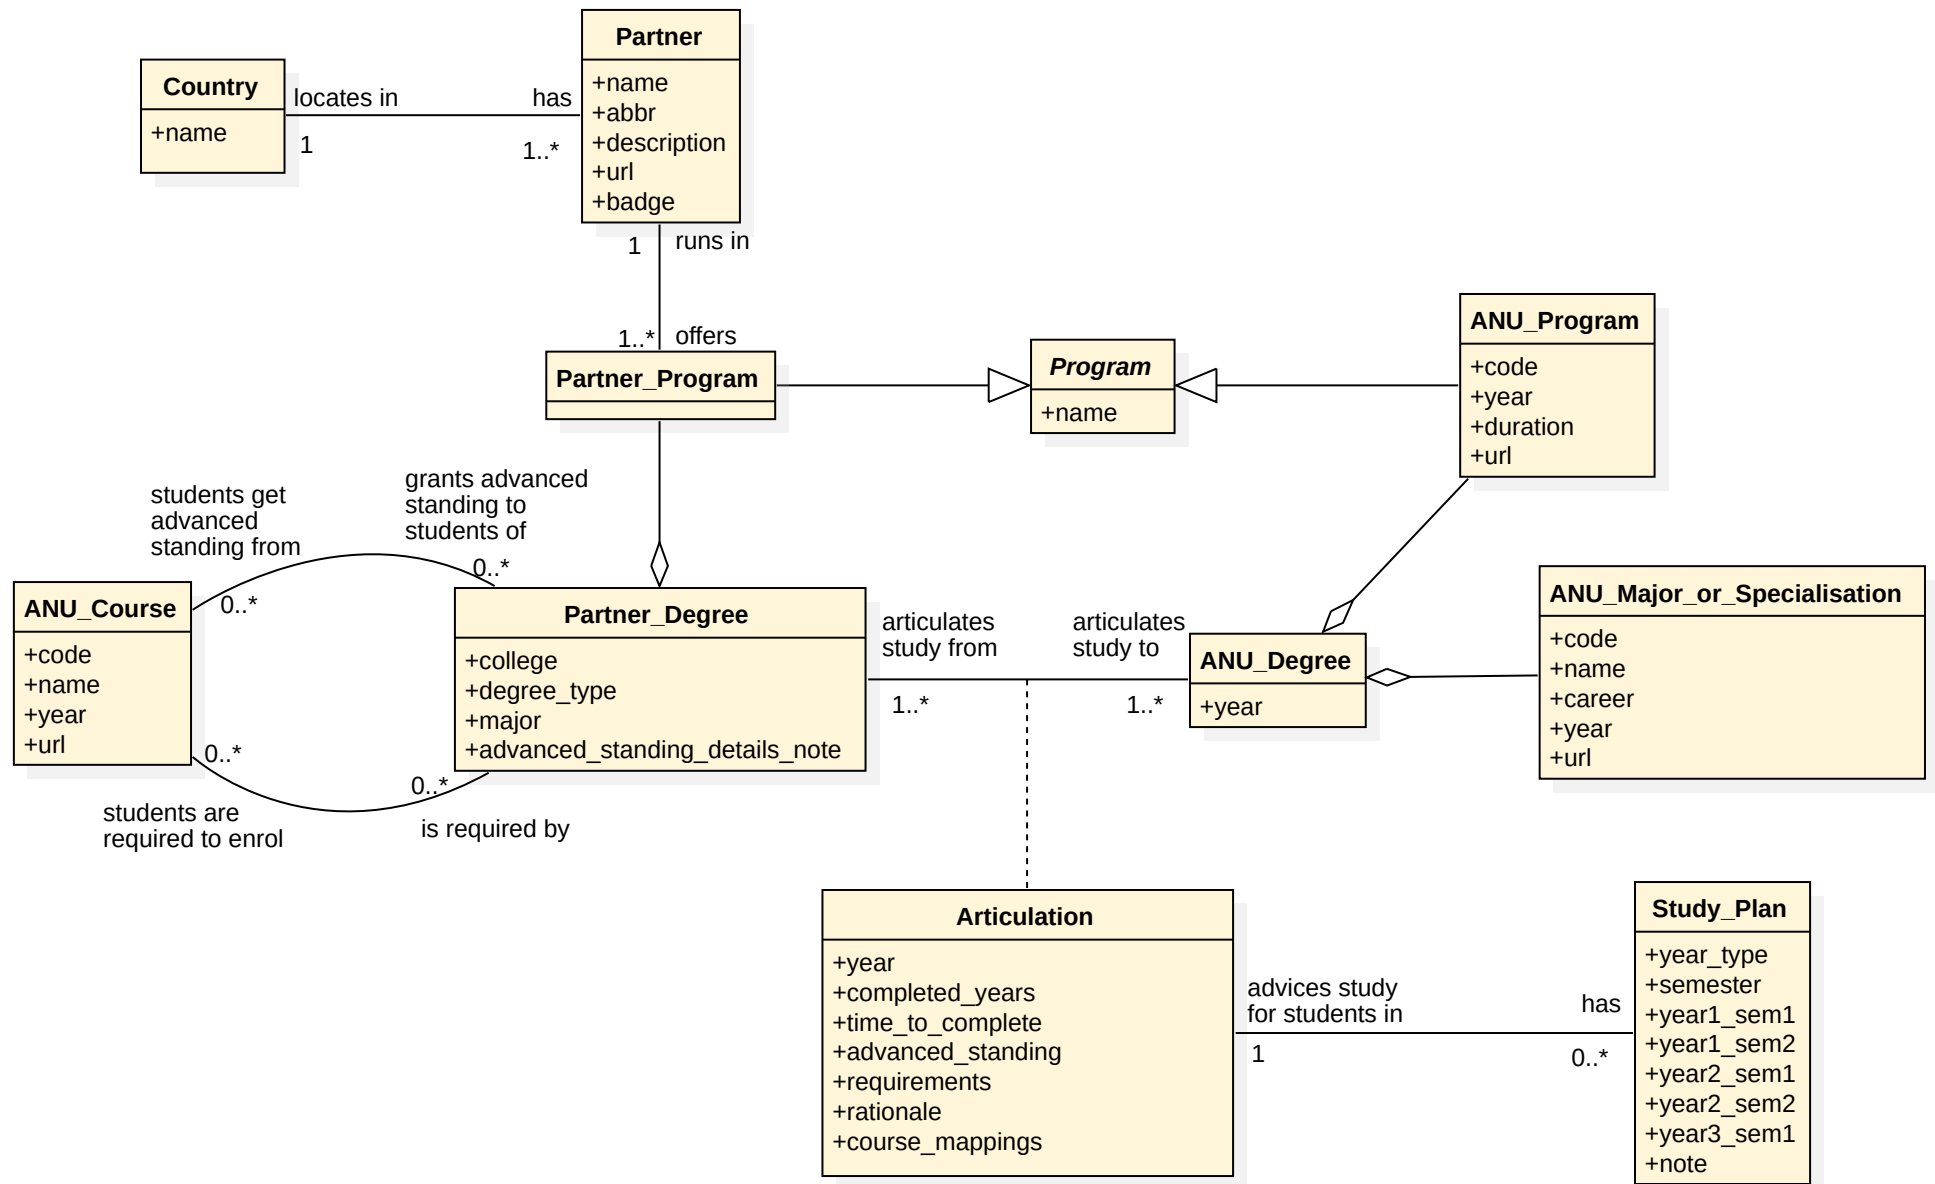 Partner
+name
+abbr
+description
+url
+badge
Country
+name
locates in
1
has
1..*
1
runs in
1..*
offers
Partner_Program
Program
+name
ANU_Program
+code
+year
+duration
+url
students get
advanced
standing from
grants advanced
standing to
students of
0..*
0..*
ANU_Course
+code
+name
+year
+url
Partner_Degree
+college
+degree_type
+major
+advanced_standing_details_note
0..*
0..*
students are
required to enrol
is required by
articulates
study from
1..*
articulates
study to
1..*
ANU_Degree
+year
ANU_Major_or_Specialisation
+code
+name
+career
+year
+url
Articulation
+year
+completed_years
+time_to_complete
+advanced_standing
+requirements
+rationale
+course_mappings
advices study
for students in
1
has
0..*
Study_Plan
+year_type
+semester
+year1_sem1
+year1_sem2
+year2_sem1
+year2_sem2
+year3_sem1
+note